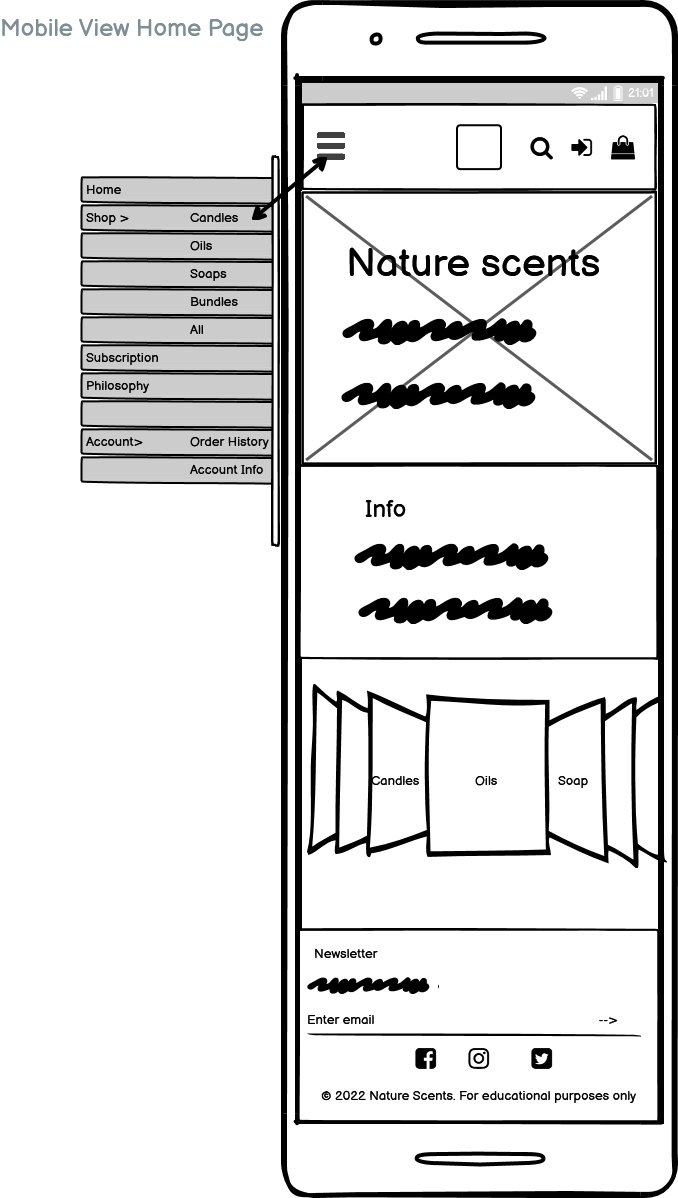 Mobile View Home Page
21:01
Home
Shop > Candles
Oils
Soaps
Bundles
All
Subscription
Philosophy
Account> Order History
Account Info
Nature scents
Info
Candles Oils Soap
Newsletter
Enter email -->
© 2022 Nature Scents. For educational purposes only